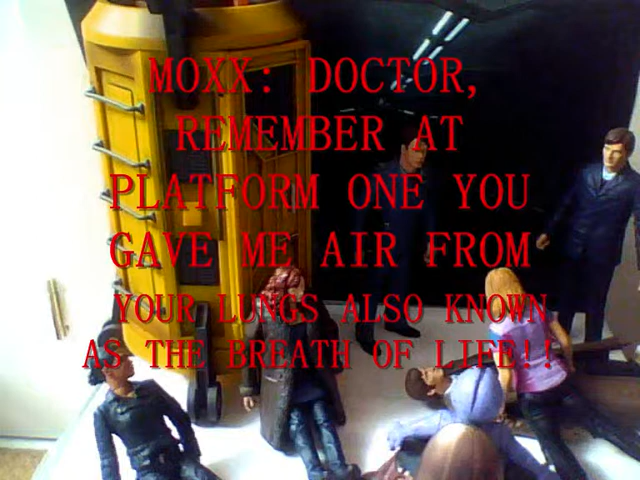 MOXX: DOCTOR,
REMEMBER AT
PLATFORM ONE YOU
GAVE ME AIR FROM
YOUR LUNGS ALSO KNOWN
AS THE BREATH OF LIFE!!